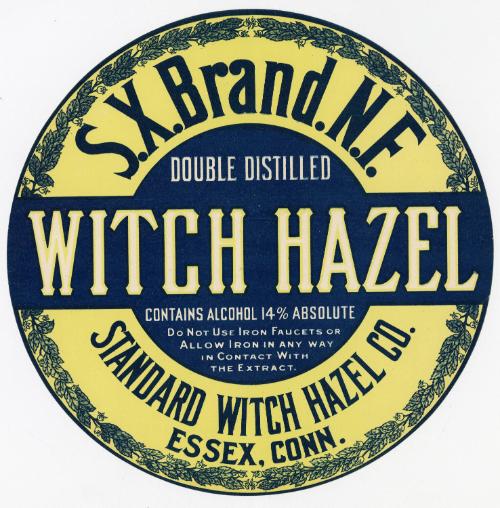 S.X.Brand.N.F.
DOUBLE DISTILLED
WITCH HAZEL
CONTAINS ALCOHOL 14% ABSOLUTE
DO NOT USE IRON FAUCETS OR
ALLOW IRON IN ANY WAY
IN CONTACT WITH
THE EXTRACT.
STANDARD WITCH HAZEL CO.
ESSEX, CONN.